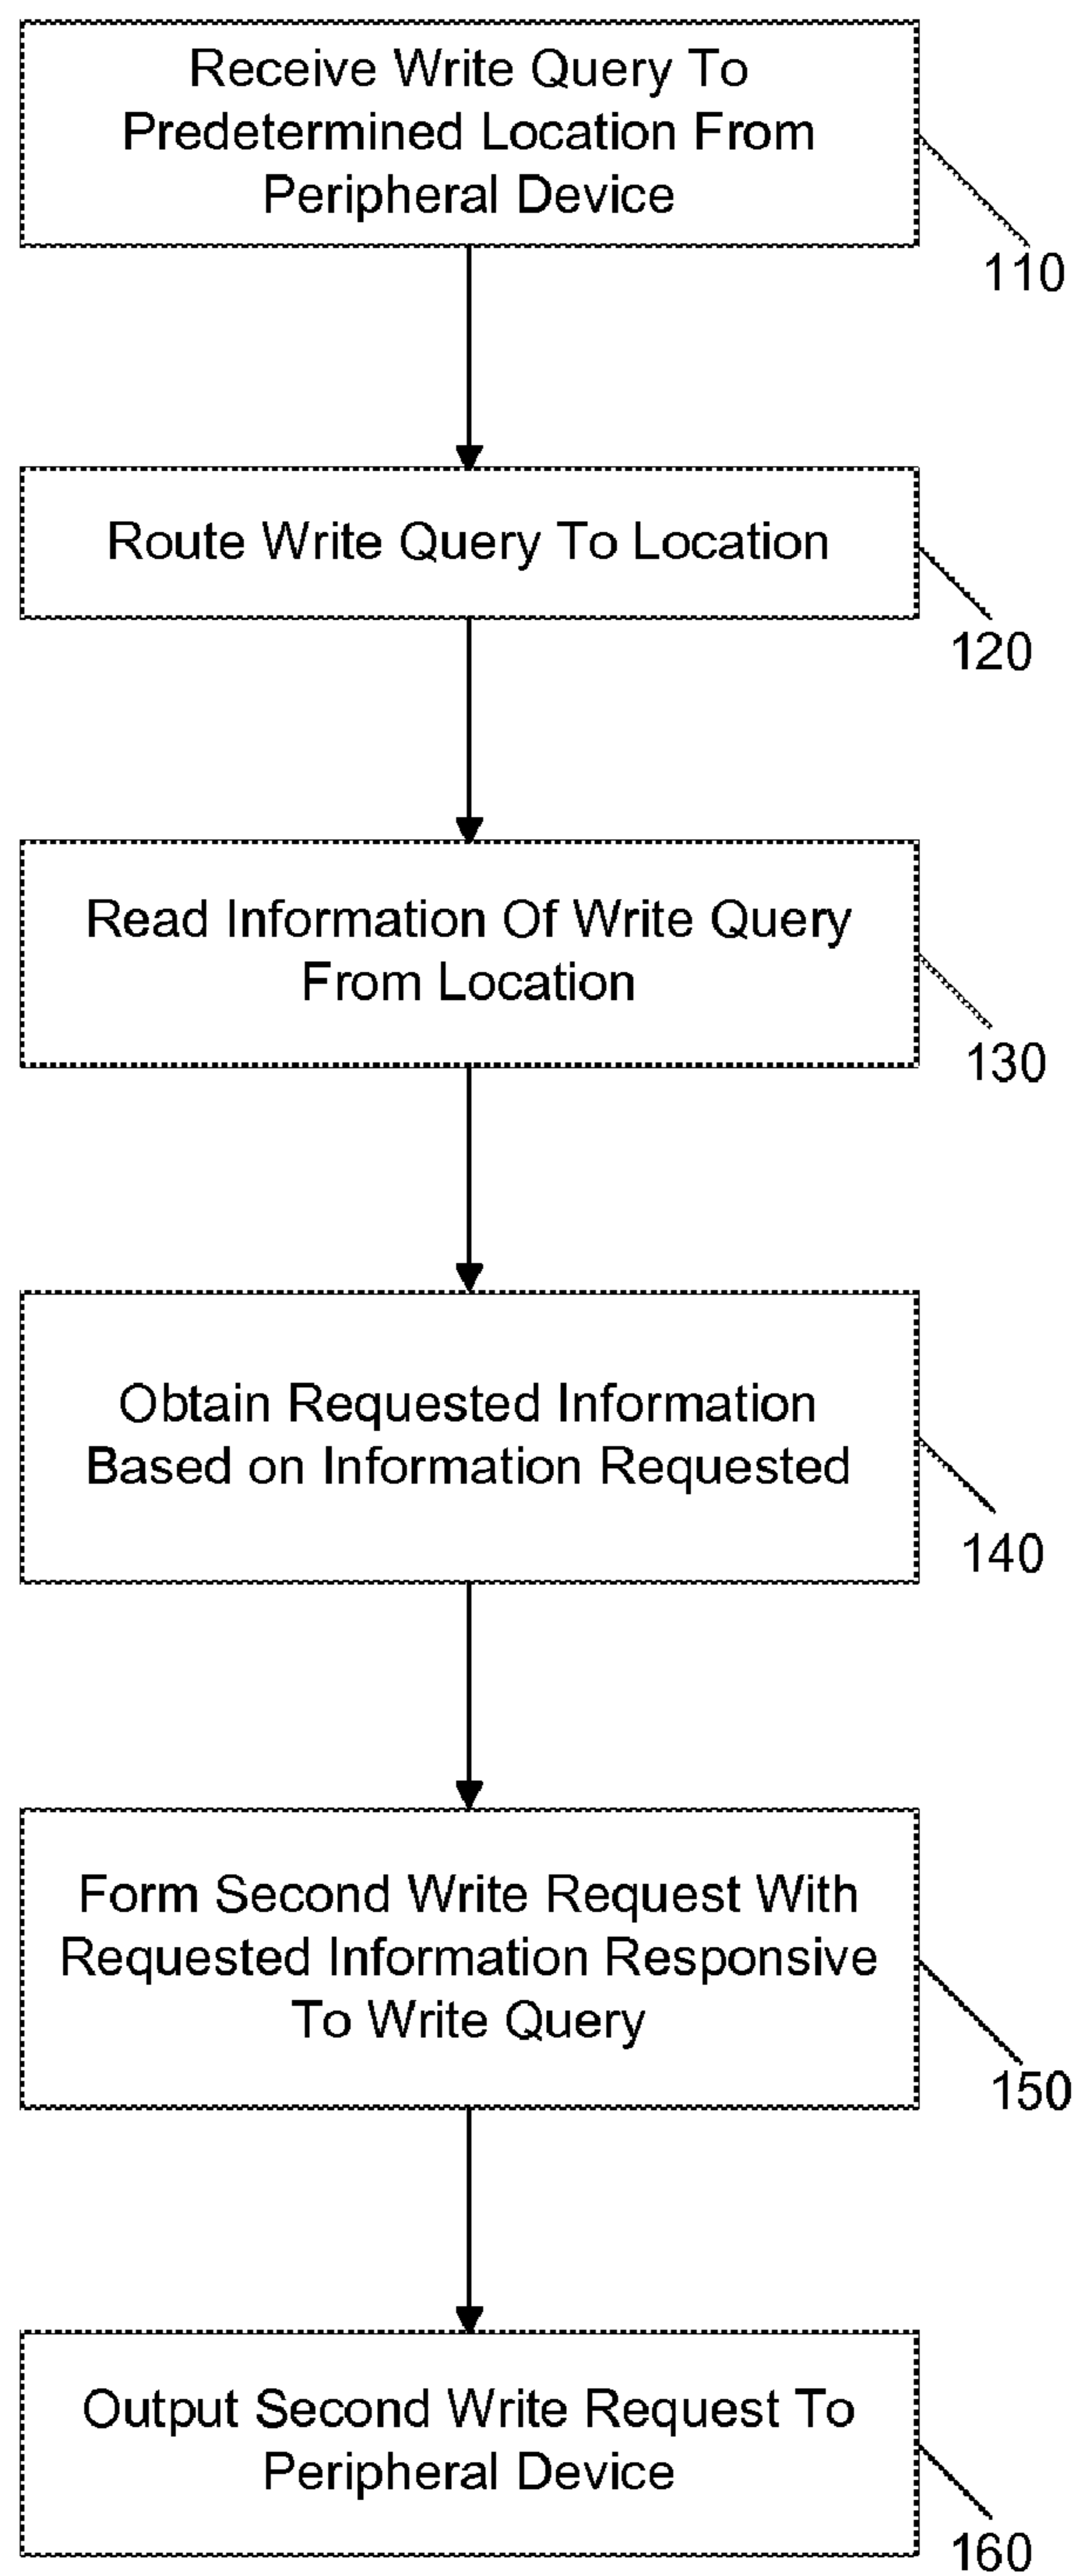 Receive Write Query To
Predetermined Location From
Peripheral Device
110
Route Write Query To Location
120
Read Information Of Write Query
From Location
130
Obtain Requested Information
Based on Information Requested
140
Form Second Write Request With
Requested Information Responsive
To Write Query
150
Output Second Write Request To
Peripheral Device
160